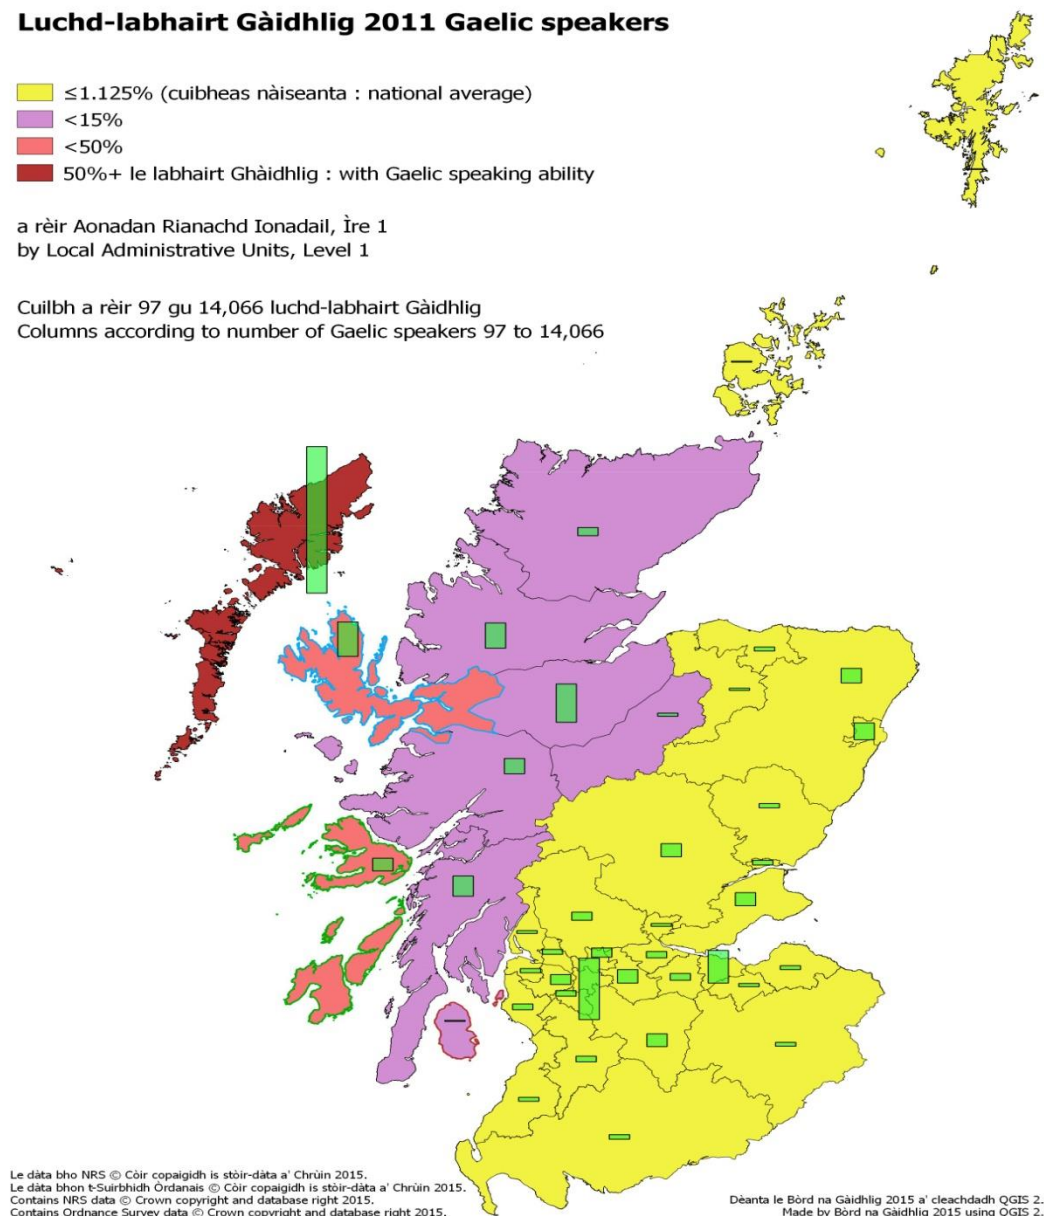 Luchd-labhairt Gàidhlig 2011 Gaelic speakers
≤1.125% (cuibheas nàiseanta : national average)
<15%
<50%
50%+ le labhairt Ghàidhlig : with Gaelic speaking ability
a rèir Aonadan Rianachd Ionadail, Ìre 1
by Local Administrative Units, Level 1
Cuilbh a rèir 97 gu 14,066 luchd-labhairt Gàidhlig
Columns according to number of Gaelic speakers 97 to 14,066
Le dàta bho NRS © Còir copaigidh is stòir-dàta a' Chrùin 2015.
Le dàta bhon t-Suirbhidh Òrdanais © Còir copaigidh is stòir-dàta a' Chrùin 2015.
Contains NRS data © Crown copyright and database right 2015.
Contains Ordnance Survey data © Crown copyright and database right 2015.
Dèanta le Bòrd na Gàidhlig 2015 a' cleachdadh QGIS 2.
Made by Bòrd na Gàidhlig 2015 using QGIS 2.